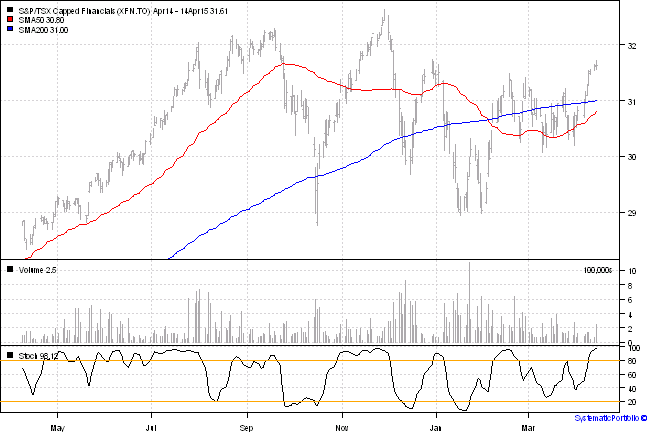 S&P/TSX Capped Financials (XFN.TO) Apr14 - 14Apr15 31.61
SMA50 30.80
SMA200 31.00
32
31
30
29
Volume 2.5
100,000s
10
8
6
4
2
0
Stoch 98.12
100
80
60
40
20
May
Jul
Sep
Nov
Jan
Mar
SystematicPortfolio ©